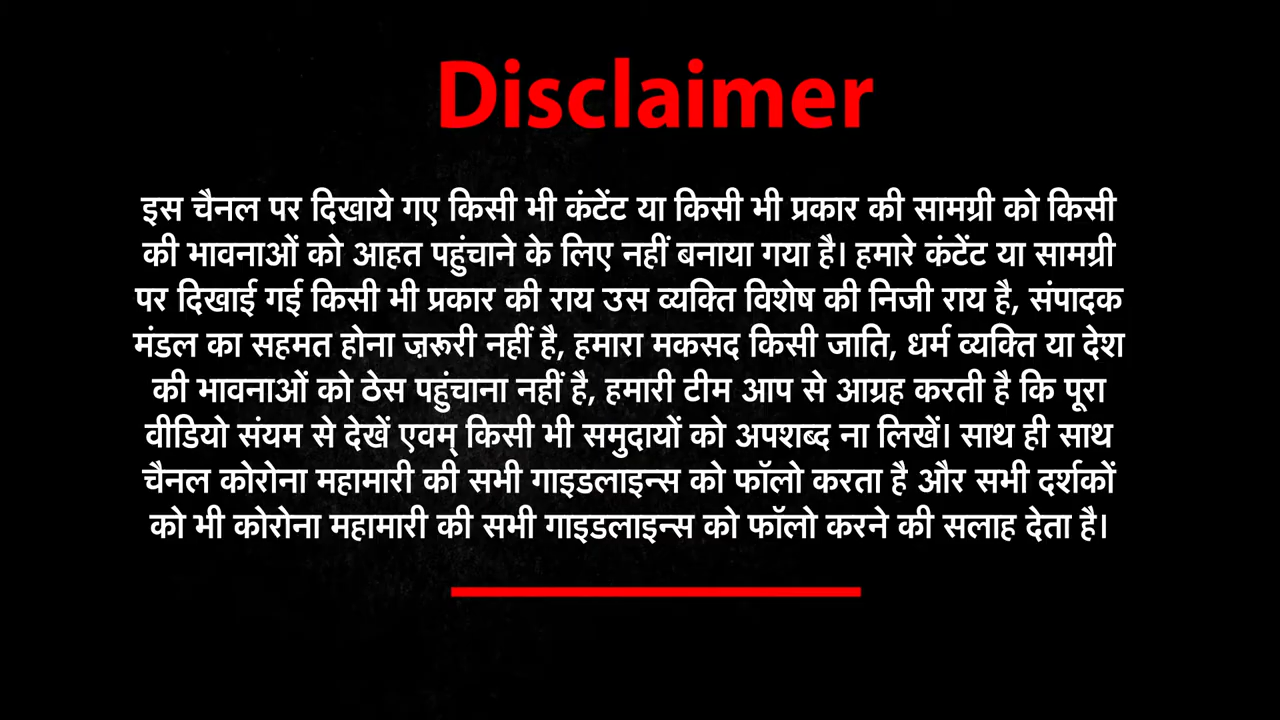 Disclaimer
इस चैनल पर दिखाये गए किसी भी कंटेंट या किसी भी प्रकार की सामग्री को किसी
की भावनाओं को आहत पहुंचाने के लिए नहीं बनाया गया है। हमारे कंटेंट या सामग्री
पर दिखाई गई किसी भी प्रकार की राय उस व्यक्ति विशेष की निजी राय है, संपादक
मंडल का सहमत होना ज़रूरी नहीं है, हमारा मकसद किसी जाति, धर्म व्यक्ति या देश
की भावनाओं को ठेस पहुंचाना नहीं है, हमारी टीम आप से आग्रह करती है कि पूरा
वीडियो संयम से देखें एवम् किसी भी समुदायों को अपशब्द ना लिखें। साथ ही साथ
चैनल कोरोना महामारी की सभी गाइडलाइन्स को फॉलो करता है और सभी दर्शकों
को भी कोरोना महामारी की सभी गाइडलाइन्स को फॉलो करने की सलाह देता है।